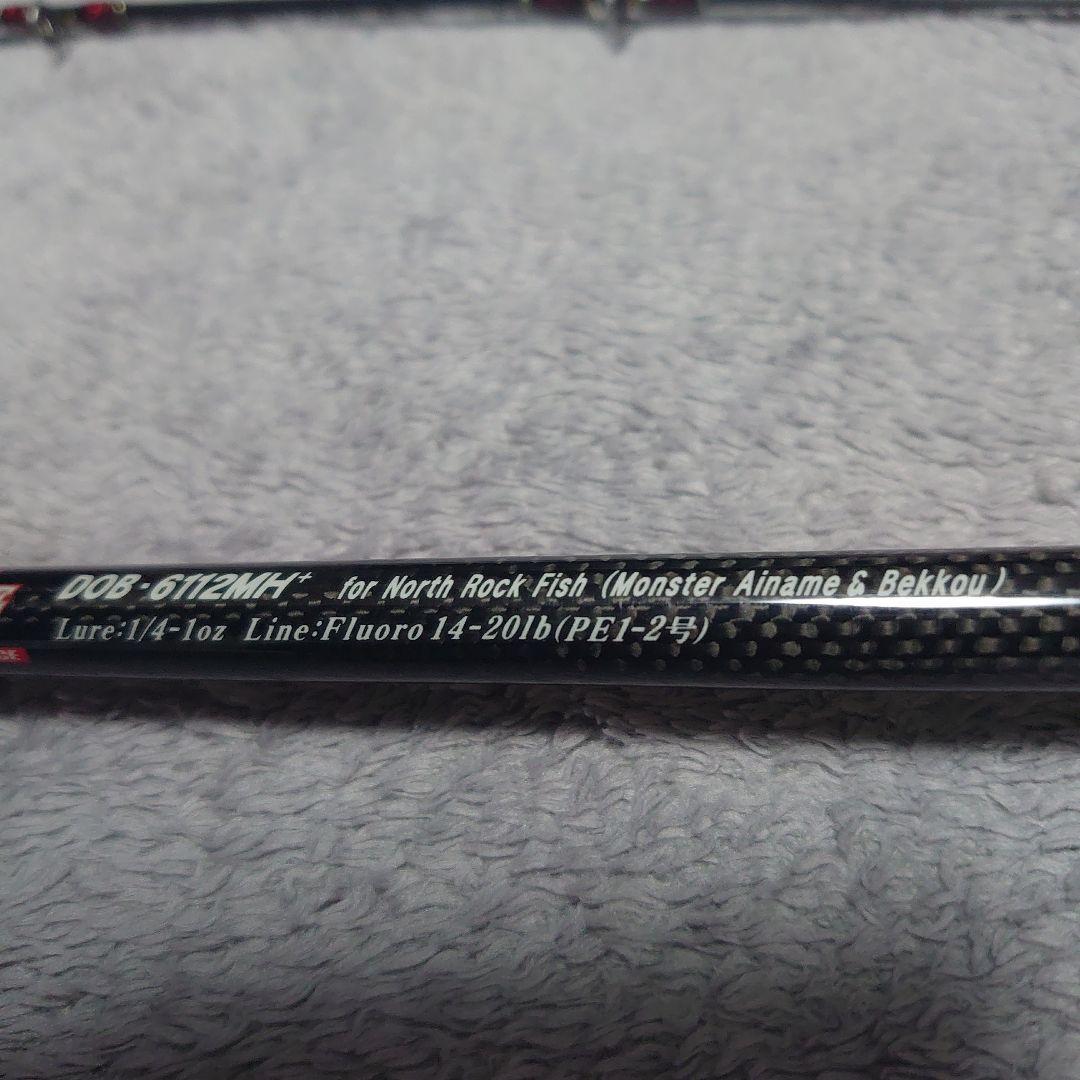 DOB-6112MH+ for North Rock Fish (Monster Ainame & Bekkou)
Lure:1/4-1oz Line:Fluoro 14-20lb(PE1-2号)